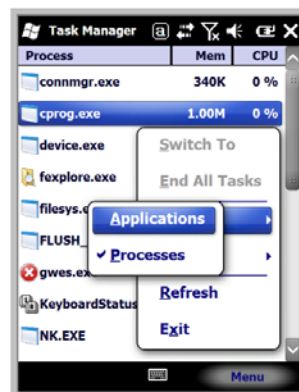 Task Manager
Process Mem CPU
connmgr.exe 340K 0 %
cprog.exe 1.00M 0 %
device.exe
Switch To
fexplore.exe
End All Tasks
filesys.e
Applications
FLUSH_
Processes
gwes.ex
Refresh
KeyboardStatus
Exit
NK.EXE
Menu